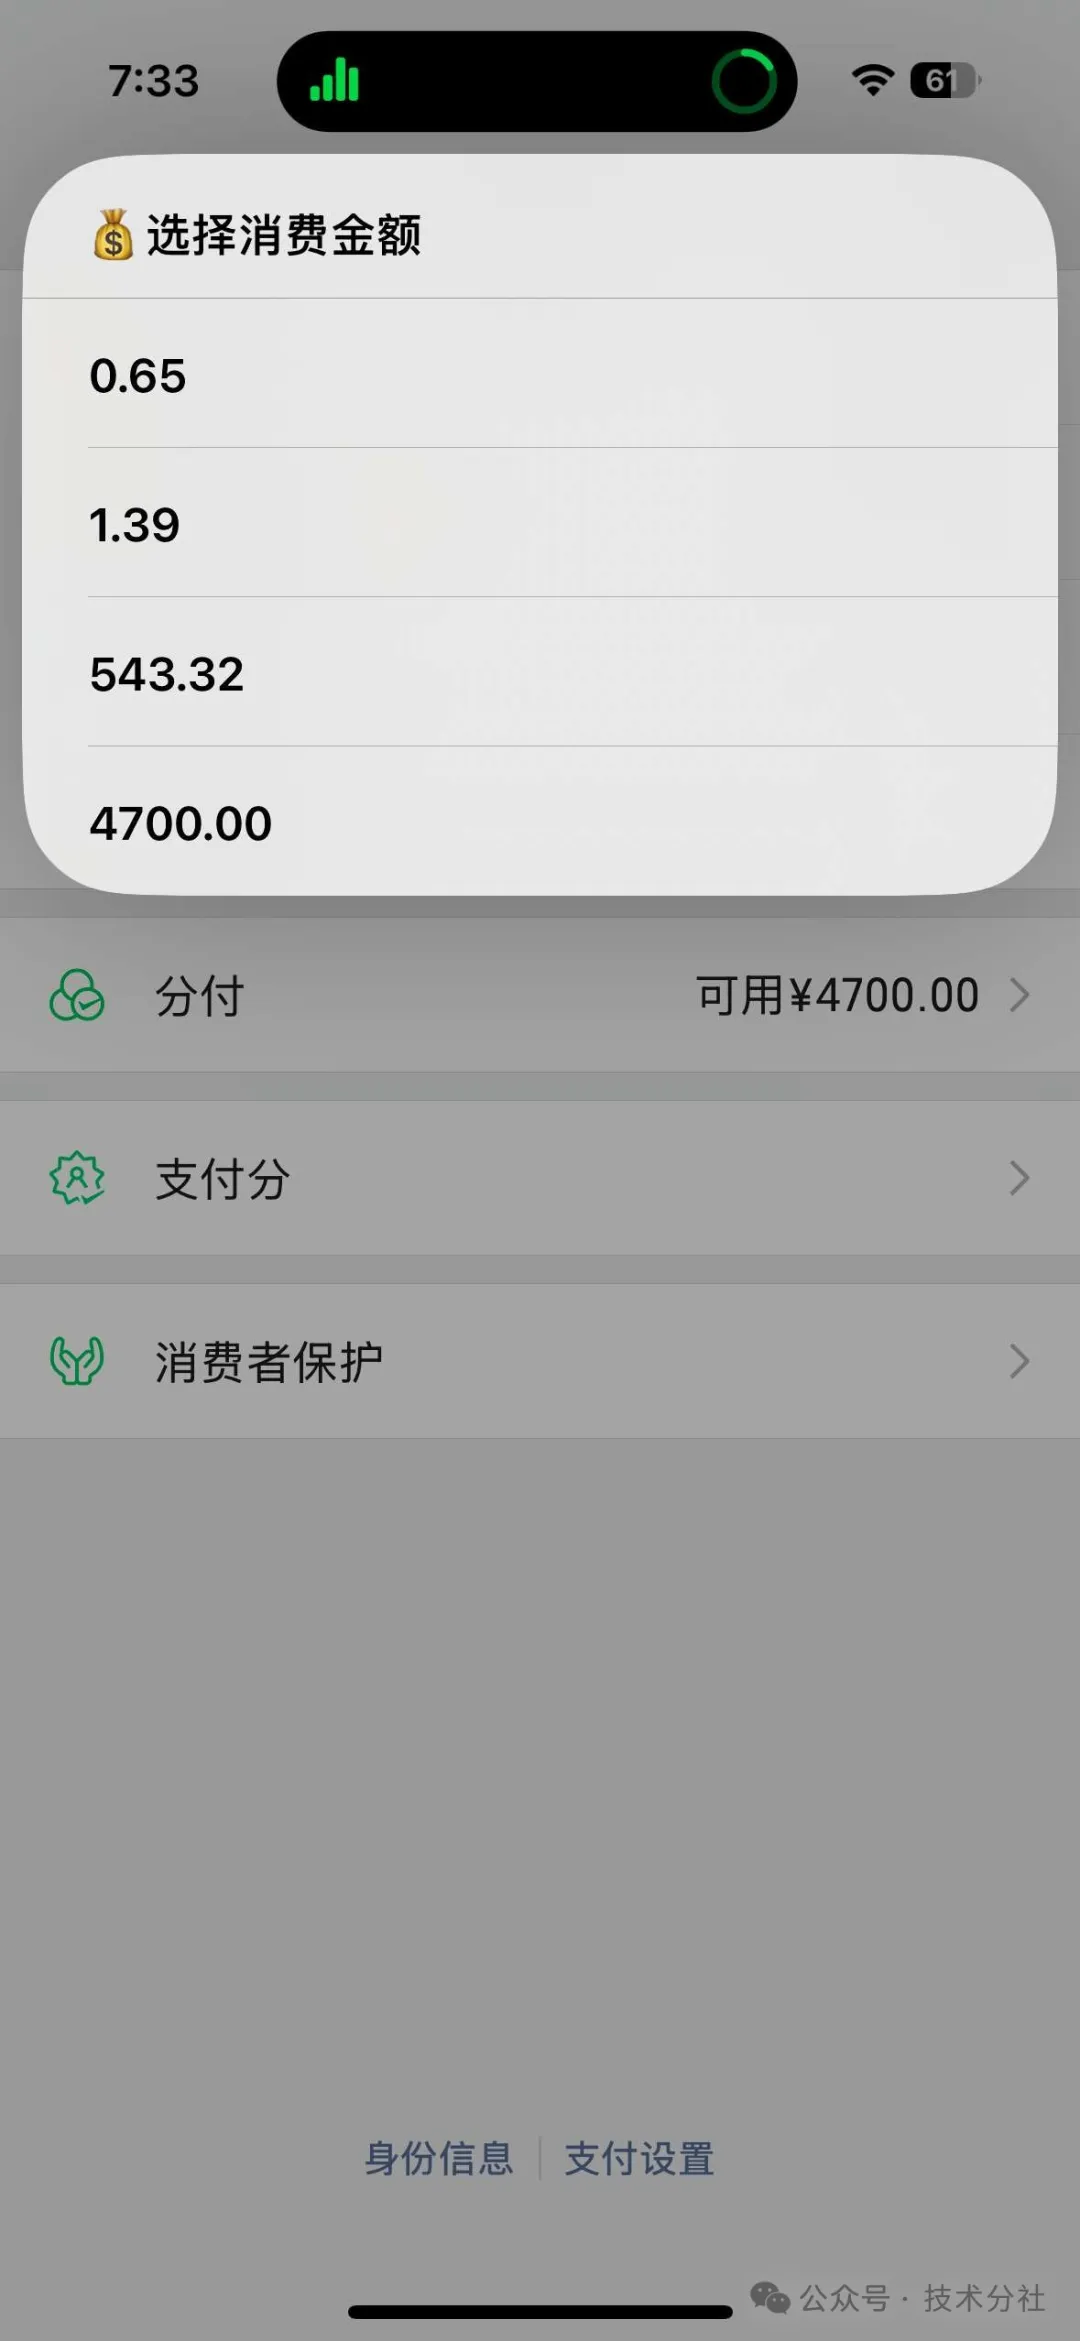 7:33
61
选择消费金额
0.65
1.39
543.32
4700.00
分付 可用¥4700.00
支付分
消费者保护
身份信息 支付设置
公众号 · 技术分社